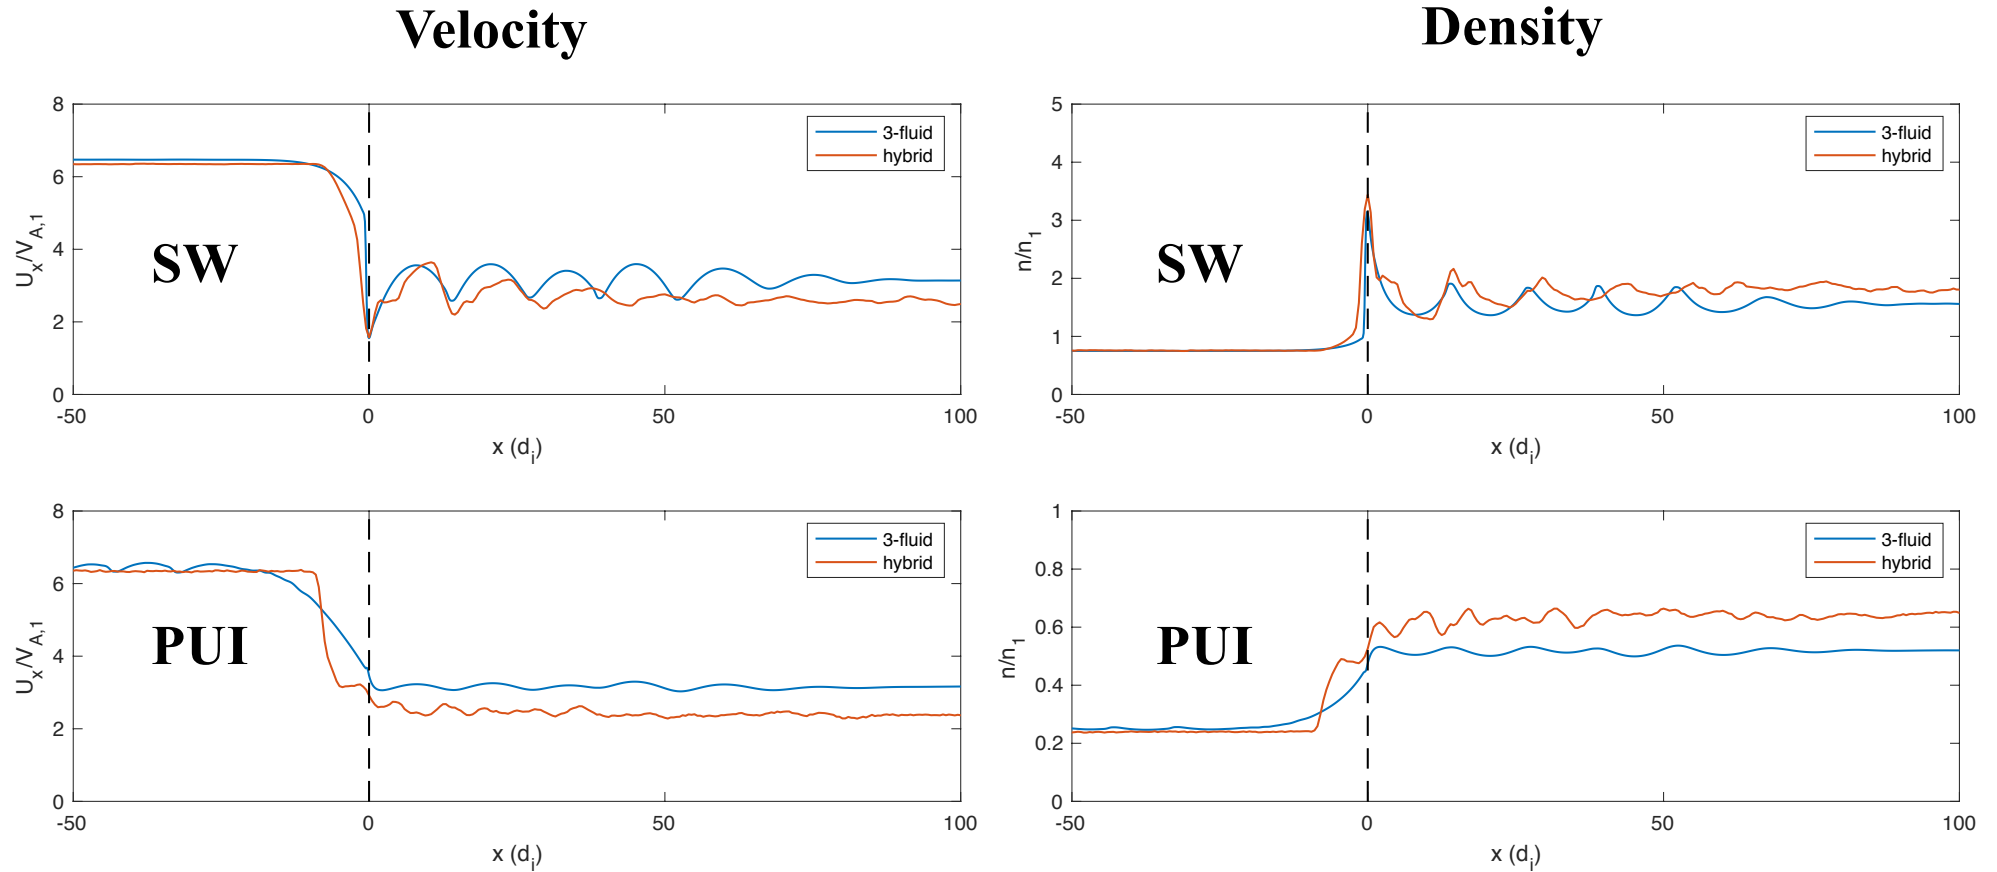 Velocity
Density
8
6
4
2
0
-50
0
50
100
U_x/V_A,1
x (d_i)
SW
3-fluid
hybrid
5
4
3
2
1
0
-50
0
50
100
n/n_1
x (d_i)
SW
3-fluid
hybrid
8
6
4
2
0
-50
0
50
100
U_x/V_A,1
x (d_i)
PUI
3-fluid
hybrid
1
0.8
0.6
0.4
0.2
0
-50
0
50
100
n/n_1
x (d_i)
PUI
3-fluid
hybrid